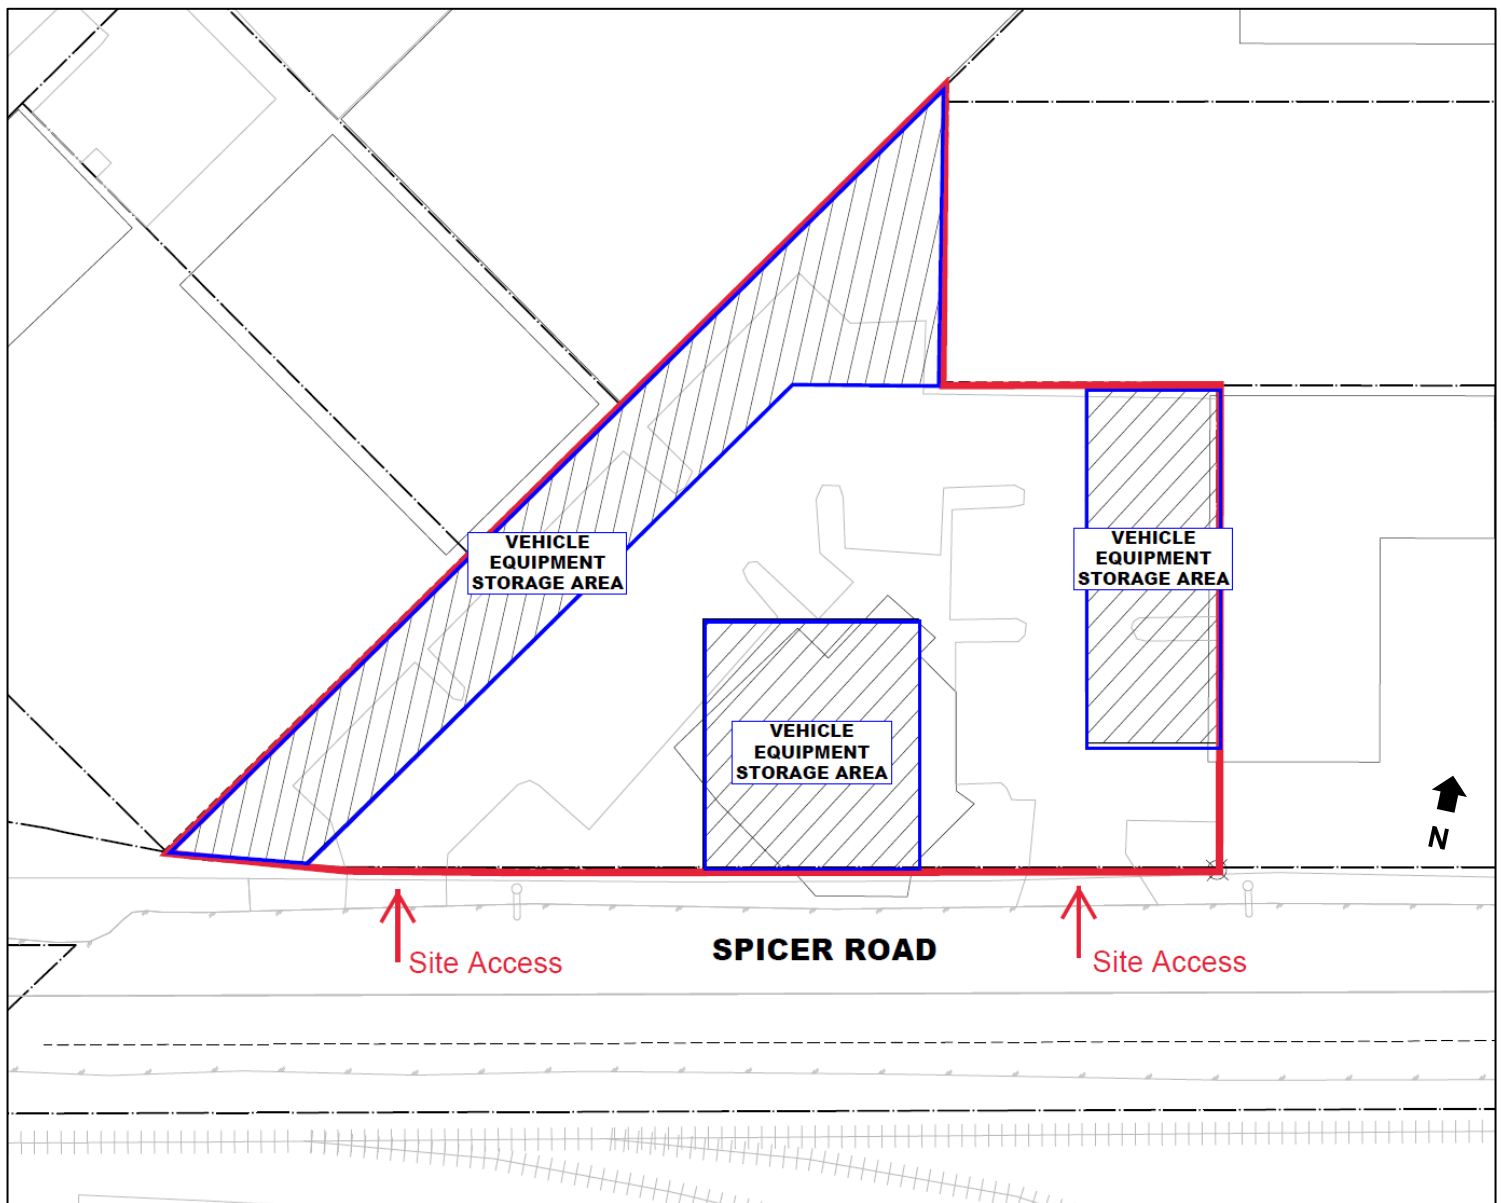 VEHICLE
EQUIPMENT
STORAGE AREA
VEHICLE
EQUIPMENT
STORAGE AREA
VEHICLE
EQUIPMENT
STORAGE AREA
N
SPICER ROAD
Site Access
Site Access